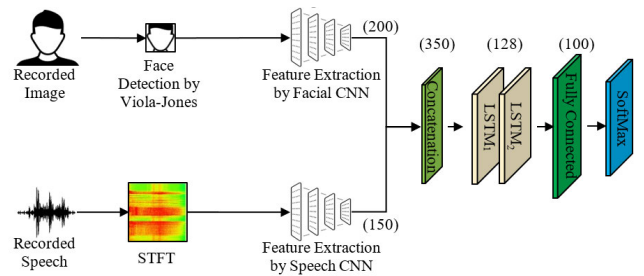 (200)
Recorded
Image
Face
Detection by
Viola-Jones
Feature Extraction
by Facial CNN
(350)
(128)
(100)
Concatenation
LSTM1
LSTM2
Fully Connected
SoftMax
Recorded
Speech
STFT
Feature Extraction
by Speech CNN
(150)